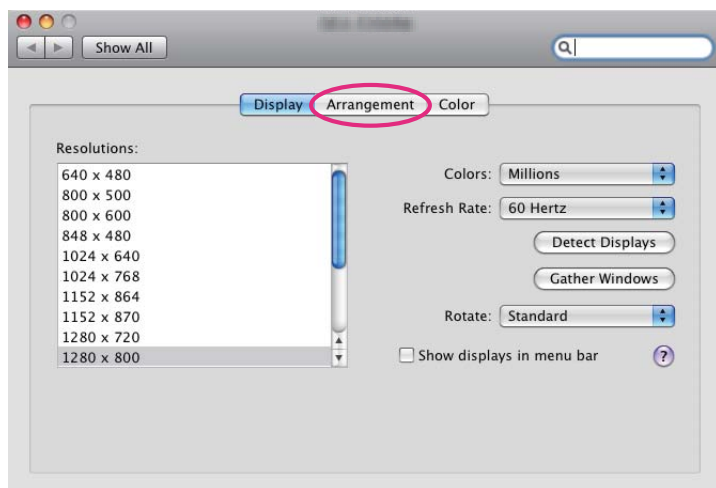 Show All
Display Arrangement Color
Resolutions:
640 x 480
800 x 500
800 x 600
848 x 480
1024 x 640
1024 x 768
1152 x 864
1152 x 870
1280 x 720
1280 x 800
Colors: Millions
Refresh Rate: 60 Hertz
Detect Displays
Gather Windows
Rotate: Standard
Show displays in menu bar ?